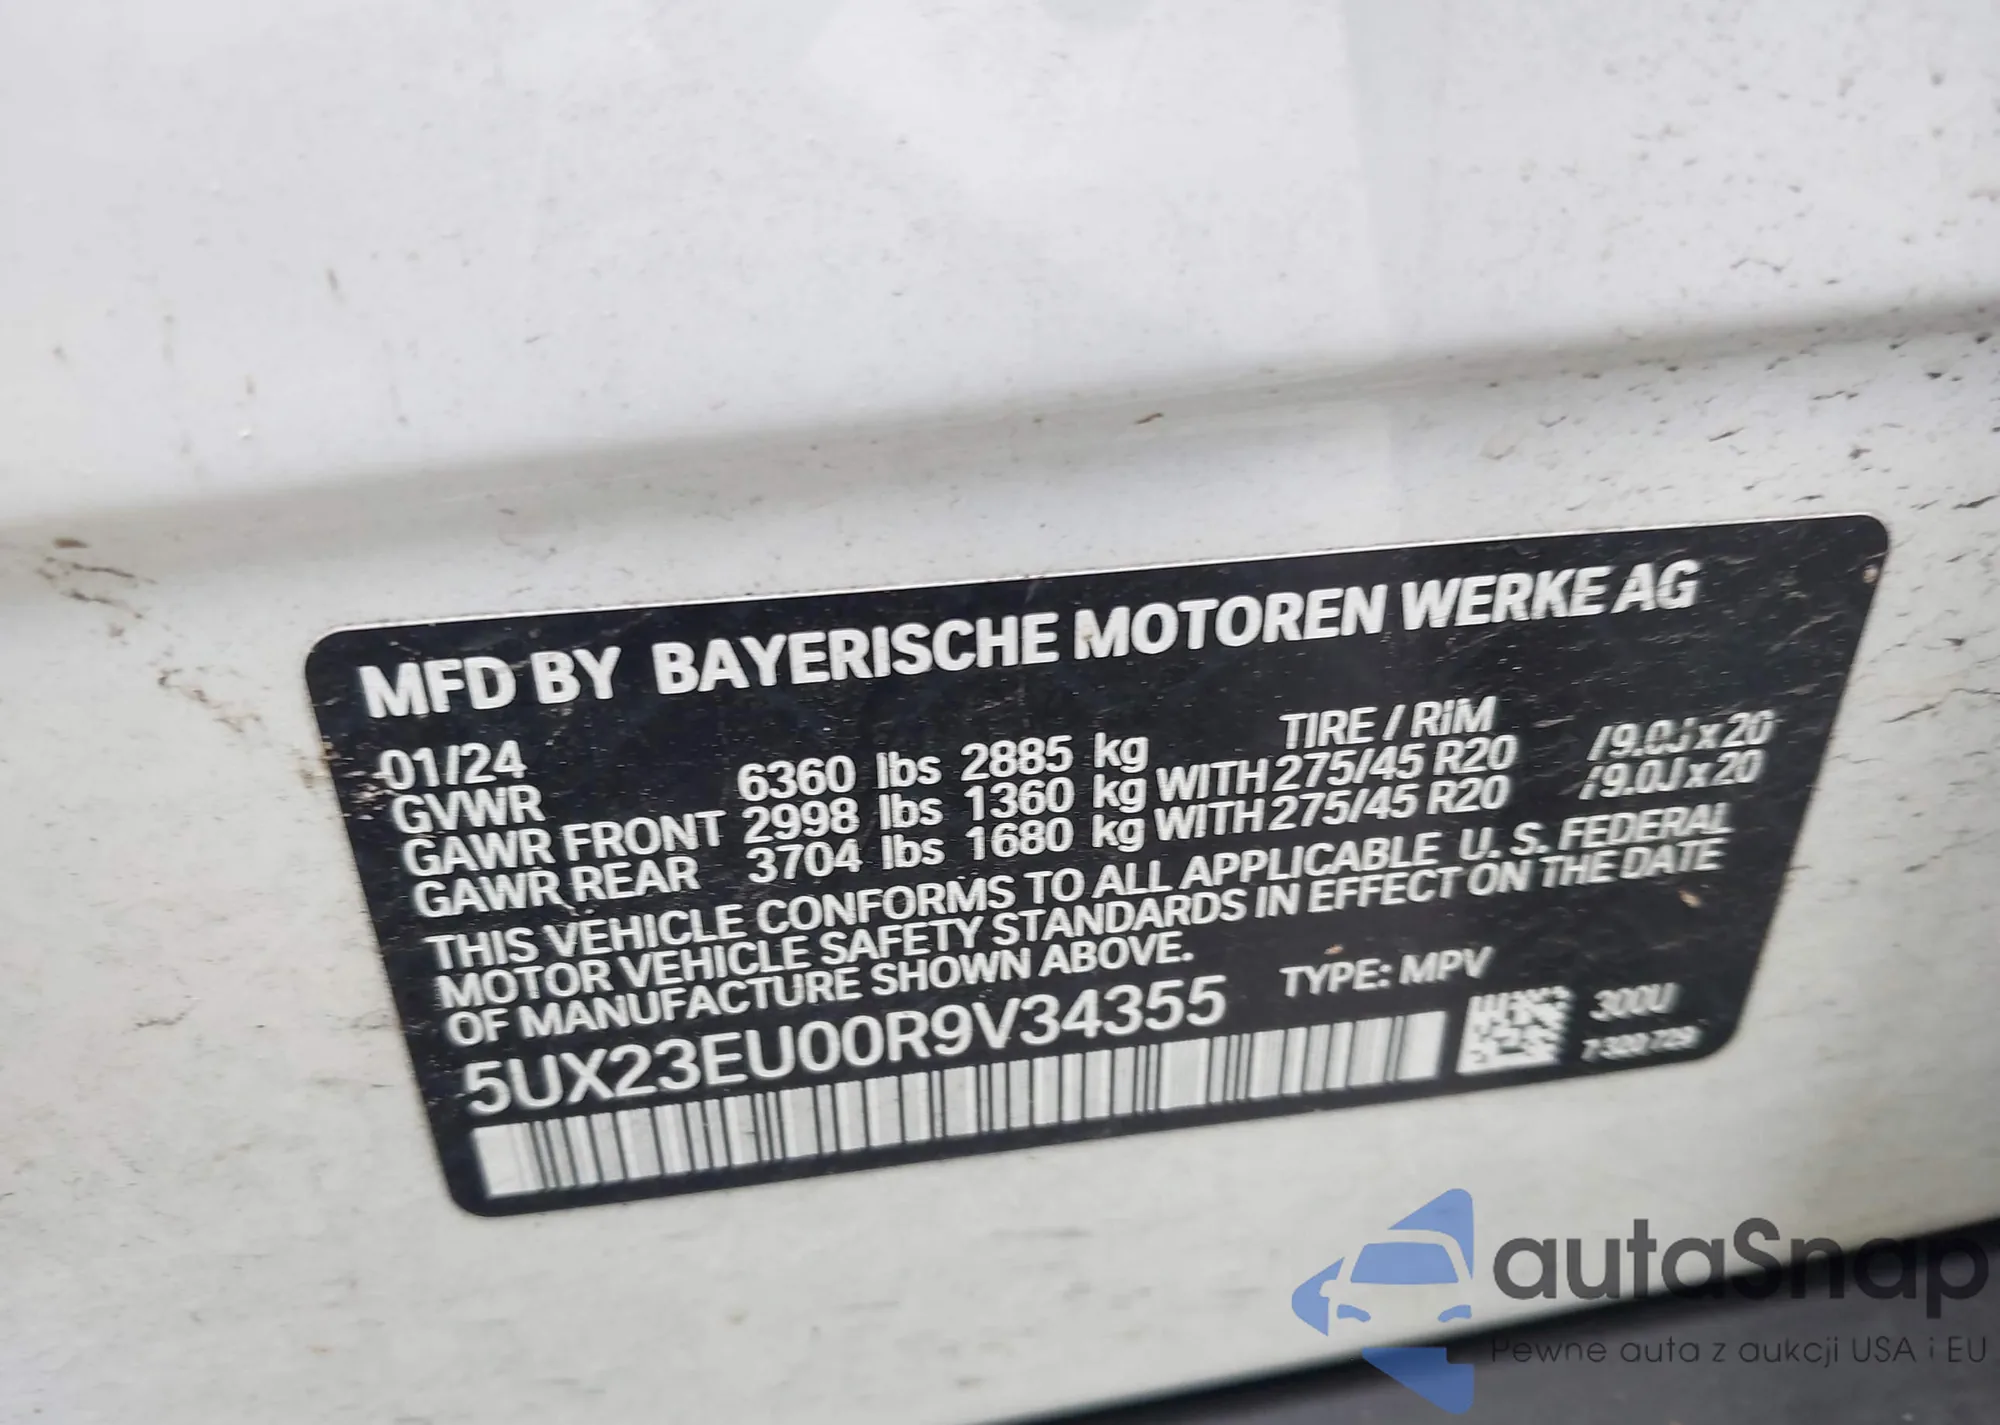 MFD BY BAYERISCHE MOTOREN WERKE AG
01/24 TIRE / RIM
GVWR 6360 lbs 2885 kg
GAWR FRONT 2998 lbs 1360 kg WITH 275/45 R20 /9.0J x 20
GAWR REAR 3704 lbs 1680 kg WITH 275/45 R20 /9.0J x 20
THIS VEHICLE CONFORMS TO ALL APPLICABLE U. S. FEDERAL
MOTOR VEHICLE SAFETY STANDARDS IN EFFECT ON THE DATE
OF MANUFACTURE SHOWN ABOVE.
5UX23EU00R9V34355 TYPE: MPV
300U
7 300 729
autaSnap
Pewne auta z aukcji USA i EU